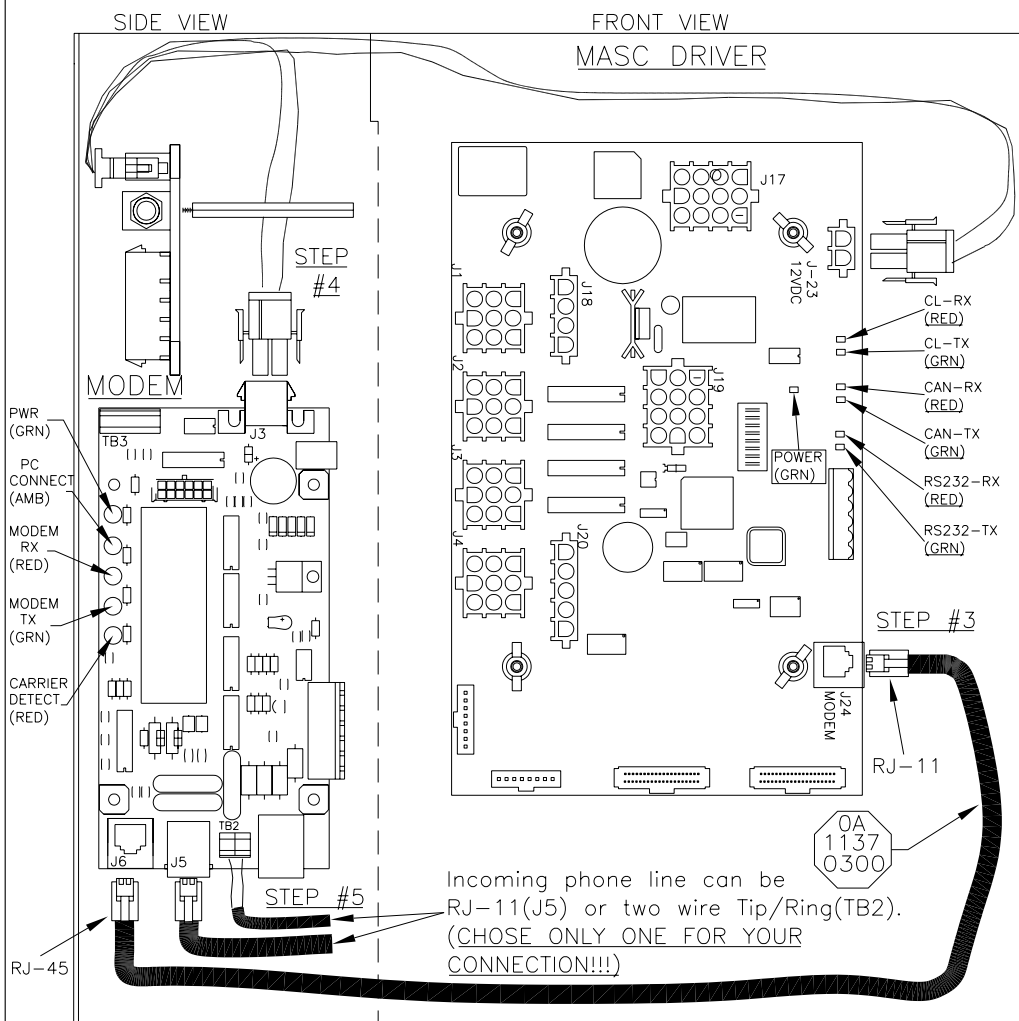 SIDE VIEW
FRONT VIEW
MASC DRIVER
J17
STEP
#4
J-23
12VDC
J1
J18
CL-RX
(RED)
CL-TX
(GRN)
MODEM
J2
J19
CAN-RX
(RED)
CAN-TX
(GRN)
PWR
(GRN)
TB3
J3
J3
POWER
(GRN)
PC
CONNECT
(AMB)
RS232-RX
(RED)
RS232-TX
(GRN)
MODEM
RX
(RED)
J4
J20
MODEM
TX
(GRN)
STEP #3
CARRIER
DETECT
(RED)
J24
MODEM
RJ-11
0A
1137
0300
TB2
J6
J5
STEP #5
Incoming phone line can be
RJ-11(J5) or two wire Tip/Ring(TB2).
(CHOSE ONLY ONE FOR YOUR
CONNECTION!!!)
RJ-45